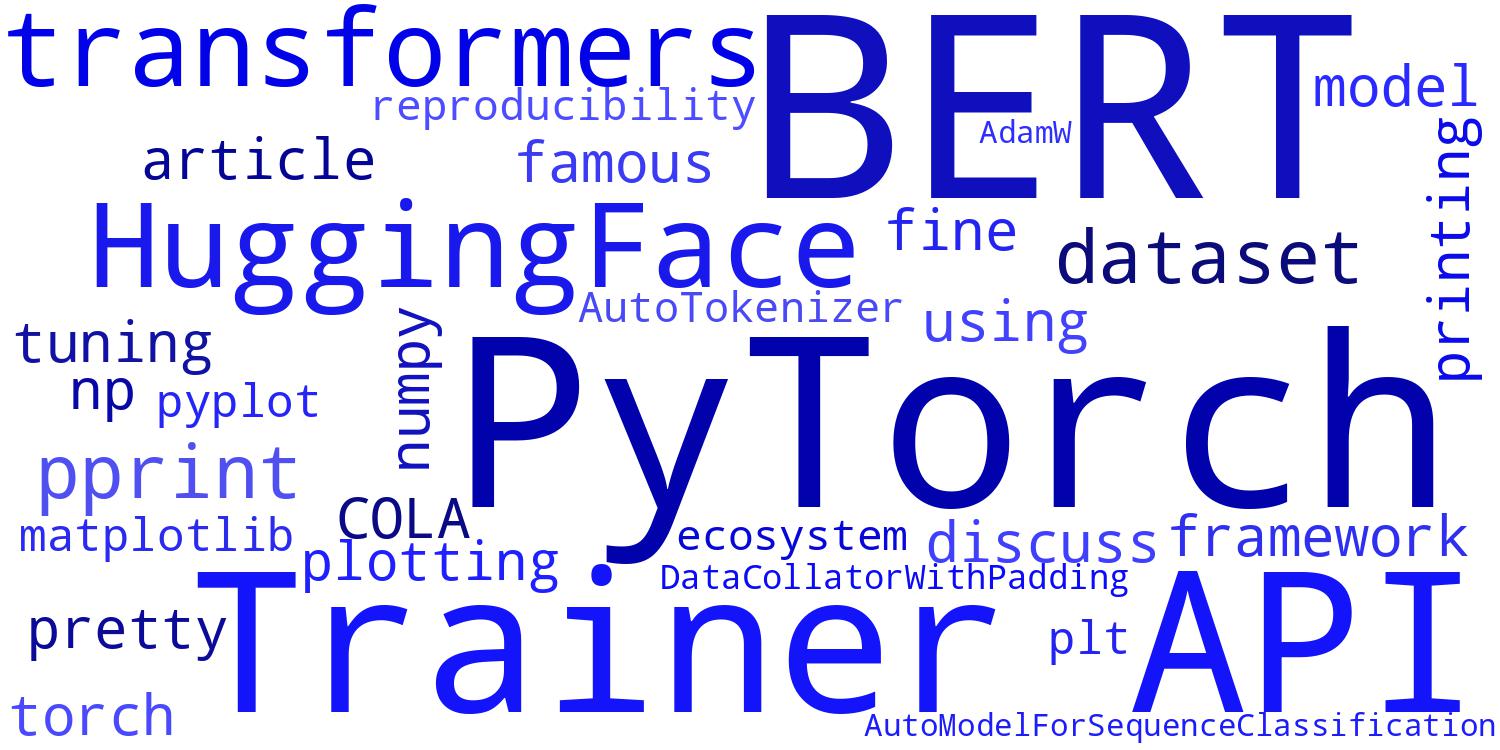 transformers
BERT
model
reproducibility
AdamW
article
famous
printing
HuggingFace
fine
dataset
AutoTokenizer
using
tuning
numpy
PyTorch
np
pyplot
pprint
COLA
matplotlib
plotting
ecosystem
discuss
framework
DataCollatorWithPadding
Trainer API
pretty
plt
torch
AutoModelForSequenceClassification